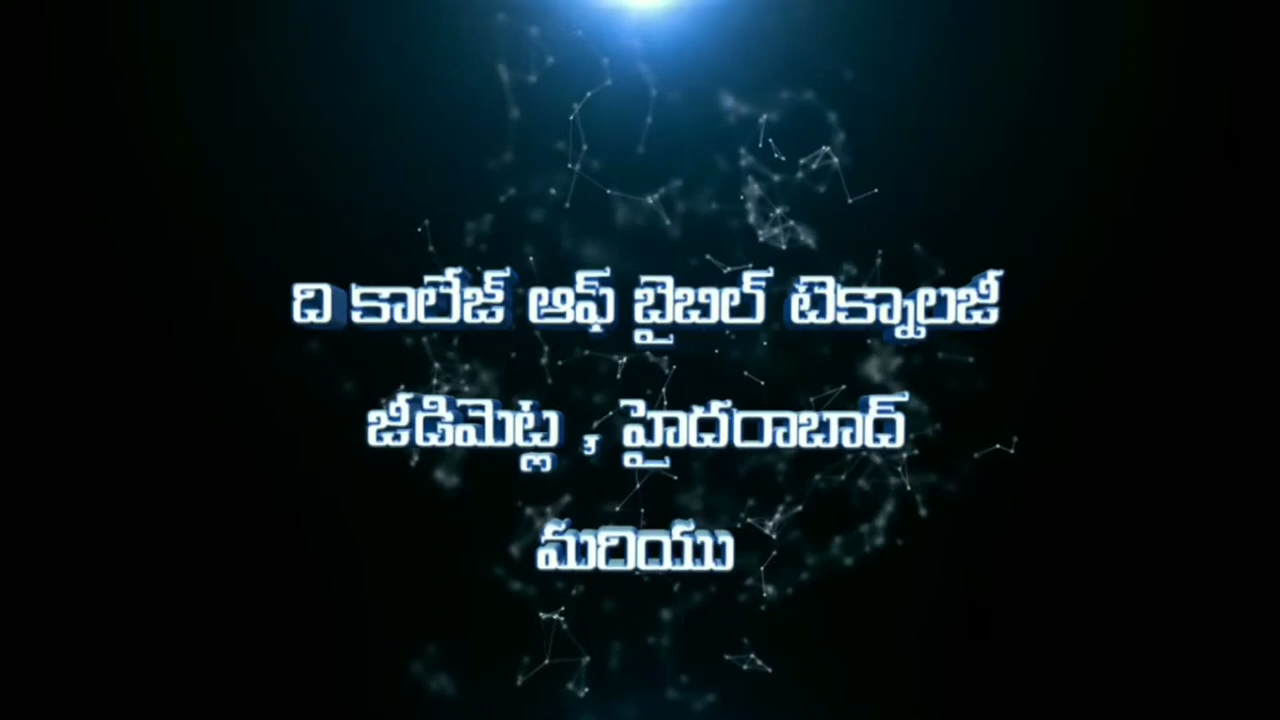 ది కాలేజ్ ఆఫ్ బైబిల్ టెక్నాలజీ
జీడిమెట్ల , హైదరాబాద్
మరియు